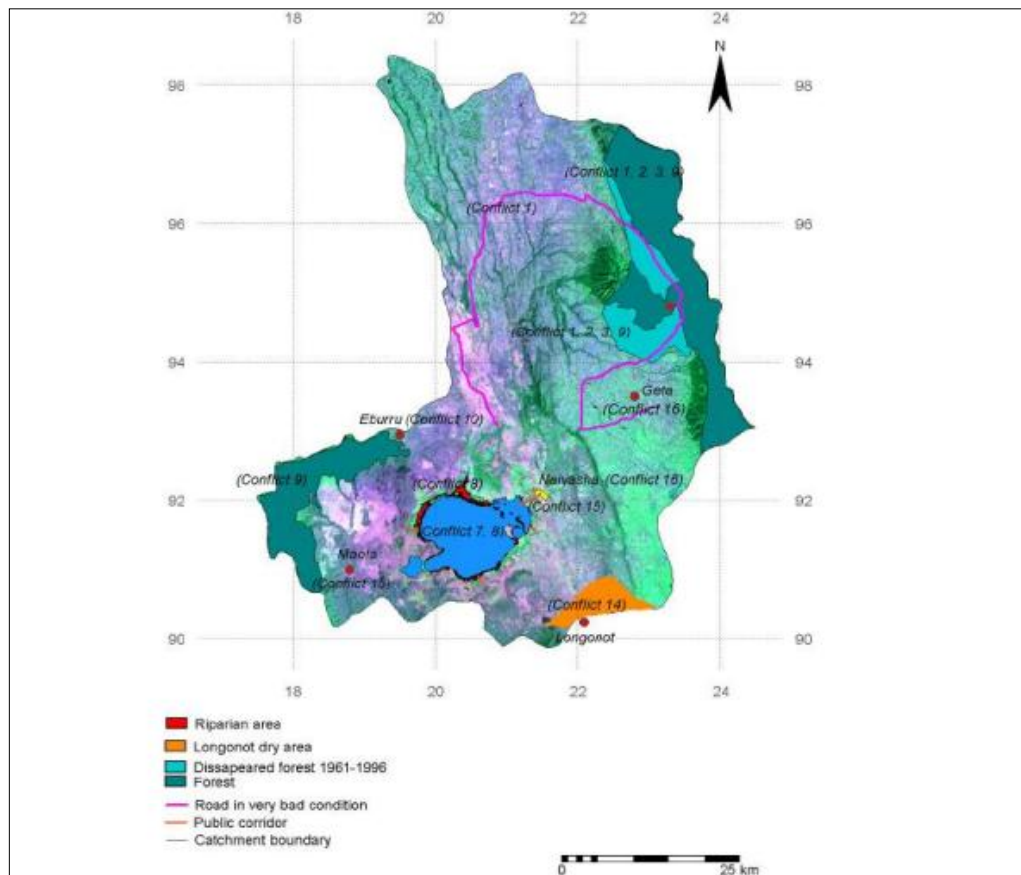 18 20 22 24
N
98 98
(Conflict 1, 2, 3, 9)
(Conflict 1)
96 96
(Conflict 1, 2, 3, 9)
94 94
Geta
(Conflict 16)
Eburru (Conflict 10)
(Conflict 9)
(Conflict 8)
Naivasha (Conflict 16)
92 92
(Conflict 15)
Conflict 7, 8)
Maola
(Conflict 15)
(Conflict 14)
90 90
Longonot
18 20 22 24
Riparian area
Longonot dry area
Dissapeared forest 1961-1996
Forest
Road in very bad condition
Public corridor
Catchment boundary
0 25 km